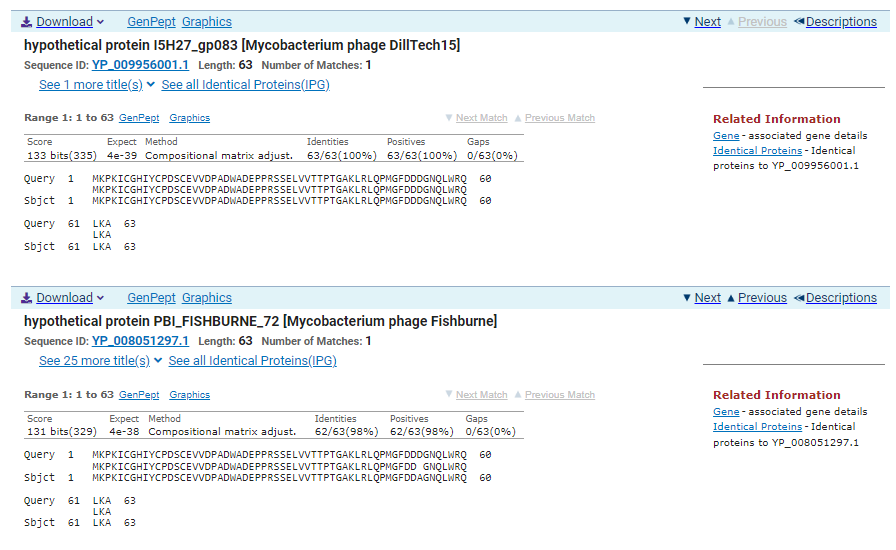 Download GenPept Graphics Next Previous Descriptions
hypothetical protein I5H27_gp083 [Mycobacterium phage DillTech15]
Sequence ID: YP_009956001.1 Length: 63 Number of Matches: 1
See 1 more title(s) See all Identical Proteins(IPG)
Range 1: 1 to 63 GenPept Graphics Next Match Previous Match
Score Expect Method Identities Positives Gaps
133 bits(335) 4e-39 Compositional matrix adjust. 63/63(100%) 63/63(100%) 0/63(0%)
Query 1 MKPKICGHIYCPDSCEVVDPADWADEPPRSSELVVTTPTGAKLRLQPMGFDDDGNQLWRQ 60
MKPKICGHIYCPDSCEVVDPADWADEPPRSSELVVTTPTGAKLRLQPMGFDDDGNQLWRQ
Sbjct 1 MKPKICGHIYCPDSCEVVDPADWADEPPRSSELVVTTPTGAKLRLQPMGFDDDGNQLWRQ 60
Query 61 LKA 63
LKA
Sbjct 61 LKA 63
Related Information
Gene - associated gene details
Identical Proteins - Identical
proteins to YP_009956001.1
Download GenPept Graphics Next Previous Descriptions
hypothetical protein PBI_FISHBURNE_72 [Mycobacterium phage Fishburne]
Sequence ID: YP_008051297.1 Length: 63 Number of Matches: 1
See 25 more title(s) See all Identical Proteins(IPG)
Range 1: 1 to 63 GenPept Graphics Next Match Previous Match
Score Expect Method Identities Positives Gaps
131 bits(329) 4e-38 Compositional matrix adjust. 62/63(98%) 62/63(98%) 0/63(0%)
Query 1 MKPKICGHIYCPDSCEVVDPADWADEPPRSSELVVTTPTGAKLRLQPMGFDDDGNQLWRQ 60
MKPKICGHIYCPDSCEVVDPADWADEPPRSSELVVTTPTGAKLRLQPMGFDD GNQLWRQ
Sbjct 1 MKPKICGHIYCPDSCEVVDPADWADEPPRSSELVVTTPTGAKLRLQPMGFDDAGNQLWRQ 60
Query 61 LKA 63
LKA
Sbjct 61 LKA 63
Related Information
Gene - associated gene details
Identical Proteins - Identical
proteins to YP_008051297.1